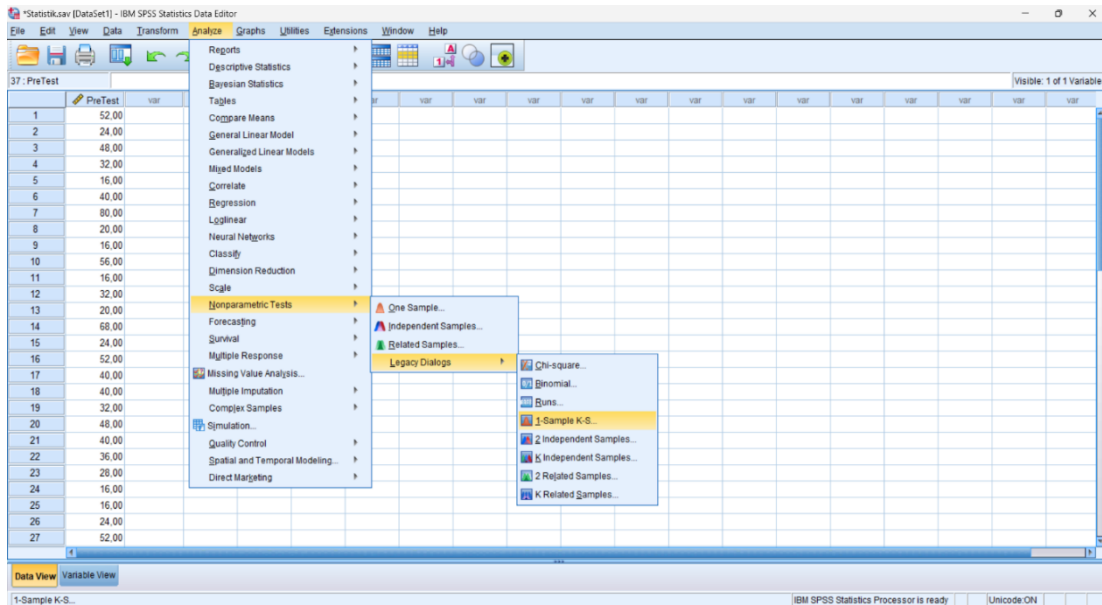 *Statistik.sav [DataSet1] - IBM SPSS Statistics Data Editor
File Edit View Data Transform Analyze Graphs Utilities Extensions Window Help
37 : PreTest
Visible: 1 of 1 Variable
PreTest var var var var var var var var var var var var var var
1 52,00
2 24,00
3 48,00
4 32,00
5 16,00
6 40,00
7 80,00
8 20,00
9 16,00
10 56,00
11 16,00
12 32,00
13 20,00
14 68,00
15 24,00
16 52,00
17 40,00
18 40,00
19 32,00
20 48,00
21 40,00
22 36,00
23 28,00
24 16,00
25 16,00
26 24,00
27 52,00
Reports
Descriptive Statistics
Bayesian Statistics
Tables
Compare Means
General Linear Model
Generalized Linear Models
Mixed Models
Correlate
Regression
Loglinear
Neural Networks
Classify
Dimension Reduction
Scale
Nonparametric Tests
Forecasting
Survival
Multiple Response
Missing Value Analysis...
Multiple Imputation
Complex Samples
Simulation...
Quality Control
Spatial and Temporal Modeling...
Direct Marketing
One Sample...
Independent Samples...
Related Samples...
Legacy Dialogs
Chi-square...
Binomial...
Runs...
1-Sample K-S...
2 Independent Samples...
K Independent Samples...
2 Related Samples...
K Related Samples...
Data View Variable View
1-Sample K-S...
IBM SPSS Statistics Processor is ready
Unicode:ON